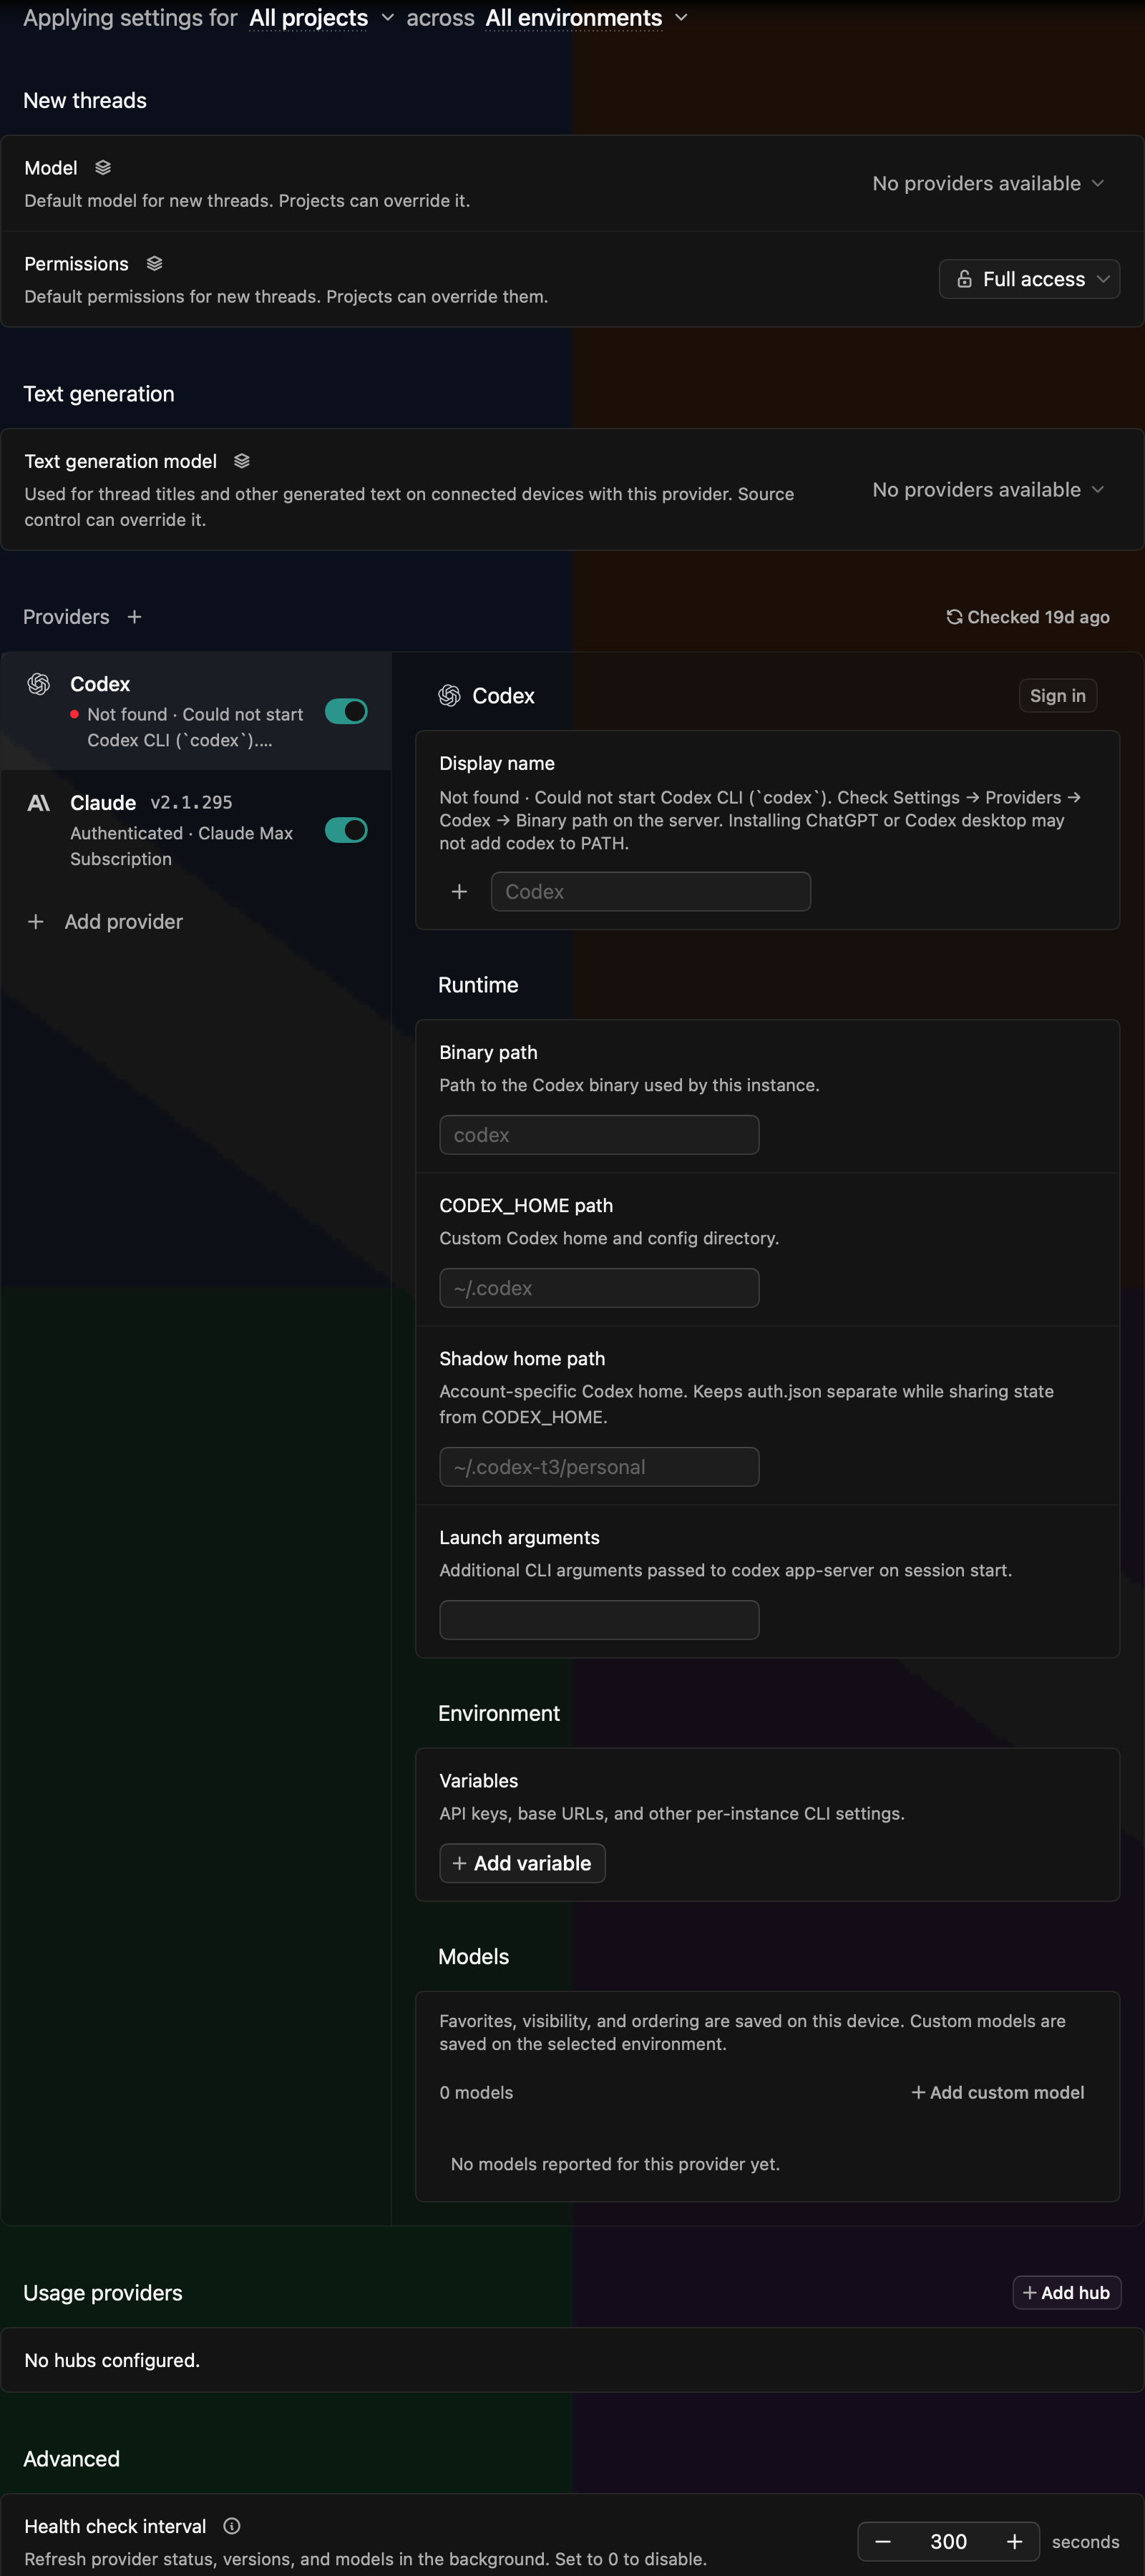 Applying settings for All projects across All environments
New threads
Model
Default model for new threads. Projects can override it.
No providers available
Permissions
Default permissions for new threads. Projects can override them.
Full access
Text generation
Text generation model
Used for thread titles and other generated text on connected devices with this provider. Source
control can override it.
No providers available
Providers
Checked 19d ago
Codex
Not found · Could not start
Codex CLI (`codex`)....
Claude v2.1.295
Authenticated · Claude Max
Subscription
Add provider
Codex
Sign in
Display name
Not found · Could not start Codex CLI (`codex`). Check Settings → Providers →
Codex → Binary path on the server. Installing ChatGPT or Codex desktop may
not add codex to PATH.
Codex
Runtime
Binary path
Path to the Codex binary used by this instance.
codex
CODEX_HOME path
Custom Codex home and config directory.
~/.codex
Shadow home path
Account-specific Codex home. Keeps auth.json separate while sharing state
from CODEX_HOME.
~/.codex-t3/personal
Launch arguments
Additional CLI arguments passed to codex app-server on session start.
Environment
Variables
API keys, base URLs, and other per-instance CLI settings.
Add variable
Models
Favorites, visibility, and ordering are saved on this device. Custom models are
saved on the selected environment.
0 models
Add custom model
No models reported for this provider yet.
Usage providers
Add hub
No hubs configured.
Advanced
Health check interval
Refresh provider status, versions, and models in the background. Set to 0 to disable.
300 seconds